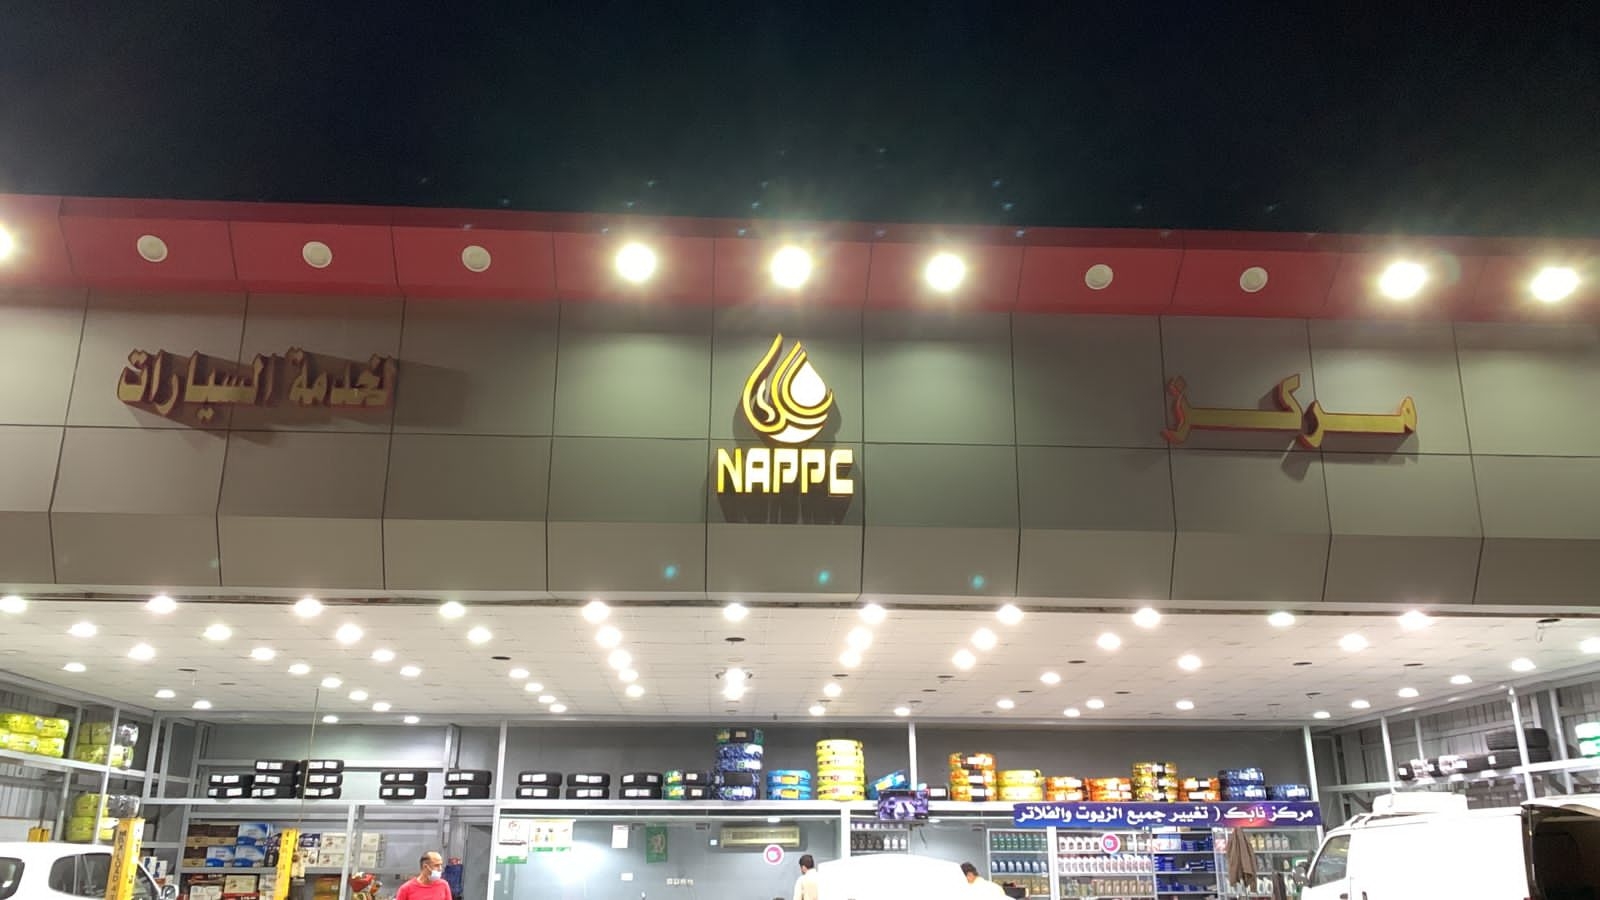 مركز
NAPPC
لخدمة السيارات
مركز نابك ( تغيير جميع الزيوت والفلاتر